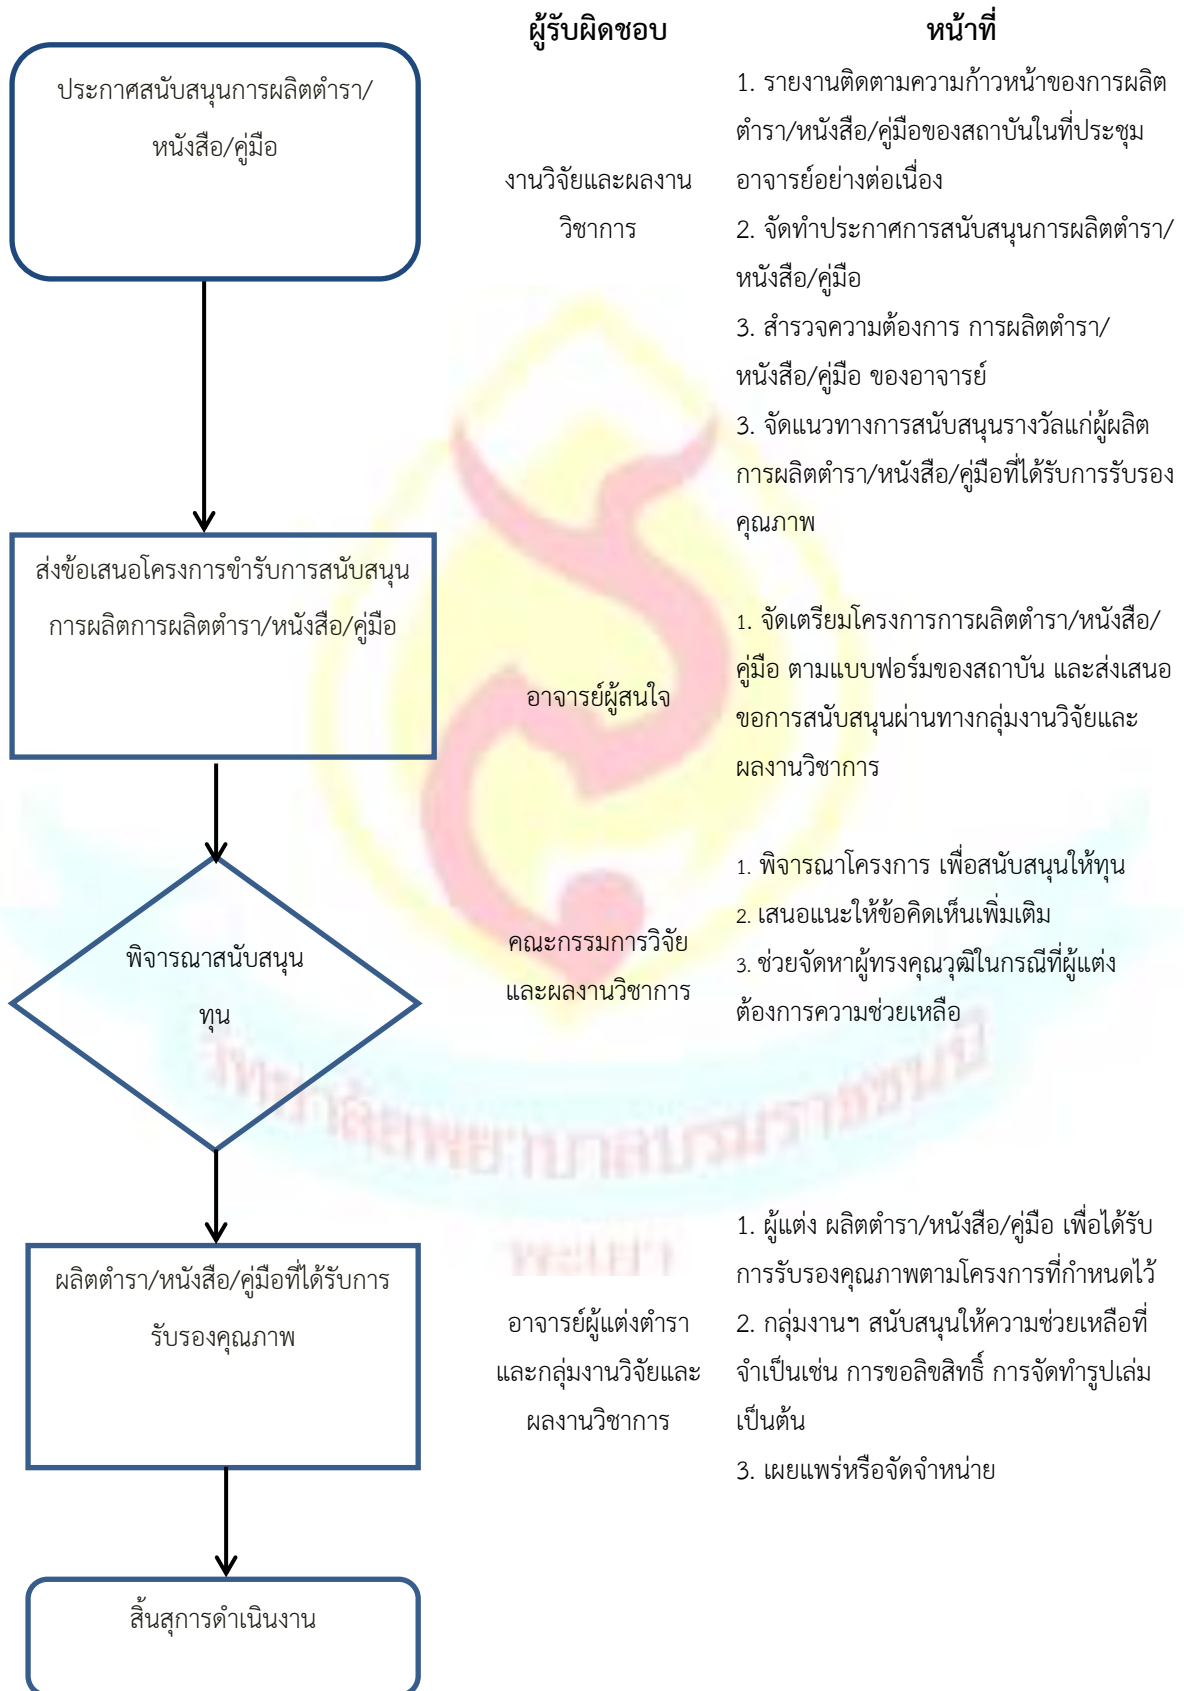 ผู้รับผิดชอบ
หน้าที่
ประกาศสนับสนุนการผลิตตำรา/
หนังสือ/คู่มือ
งานวิจัยและผลงาน
วิชาการ
1. รายงานติดตามความก้าวหน้าของการผลิต
ตำรา/หนังสือ/คู่มือของสถาบันในที่ประชุม
อาจารย์อย่างต่อเนื่อง
2. จัดทำประกาศการสนับสนุนการผลิตตำรา/
หนังสือ/คู่มือ
3. สำรวจความต้องการ การผลิตตำรา/
หนังสือ/คู่มือ ของอาจารย์
3. จัดแนวทางการสนับสนุนรางวัลแก่ผู้ผลิต
การผลิตตำรา/หนังสือ/คู่มือที่ได้รับการรับรอง
คุณภาพ
ส่งข้อเสนอโครงการขำรับการสนับสนุน
การผลิตการผลิตตำรา/หนังสือ/คู่มือ
อาจารย์ผู้สนใจ
1. จัดเตรียมโครงการการผลิตตำรา/หนังสือ/
คู่มือ ตามแบบฟอร์มของสถาบัน และส่งเสนอ
ขอการสนับสนุนผ่านทางกลุ่มงานวิจัยและ
ผลงานวิชาการ
พิจารณาสนับสนุน
ทุน
คณะกรรมการวิจัย
และผลงานวิชาการ
1. พิจารณาโครงการ เพื่อสนับสนุนให้ทุน
2. เสนอแนะให้ข้อคิดเห็นเพิ่มเติม
3. ช่วยจัดหาผู้ทรงคุณวุฒิในกรณีที่ผู้แต่ง
ต้องการความช่วยเหลือ
วิทยาลัยพยาบาลบรมราชชนนี
พะเยา
ผลิตตำรา/หนังสือ/คู่มือที่ได้รับการ
รับรองคุณภาพ
อาจารย์ผู้แต่งตำรา
และกลุ่มงานวิจัยและ
ผลงานวิชาการ
1. ผู้แต่ง ผลิตตำรา/หนังสือ/คู่มือ เพื่อได้รับ
การรับรองคุณภาพตามโครงการที่กำหนดไว้
2. กลุ่มงานฯ สนับสนุนให้ความช่วยเหลือที่
จำเป็นเช่น การขอลิขสิทธิ์ การจัดทำรูปเล่ม
เป็นต้น
3. เผยแพร่หรือจัดจำหน่าย
สิ้นสุการดำเนินงาน